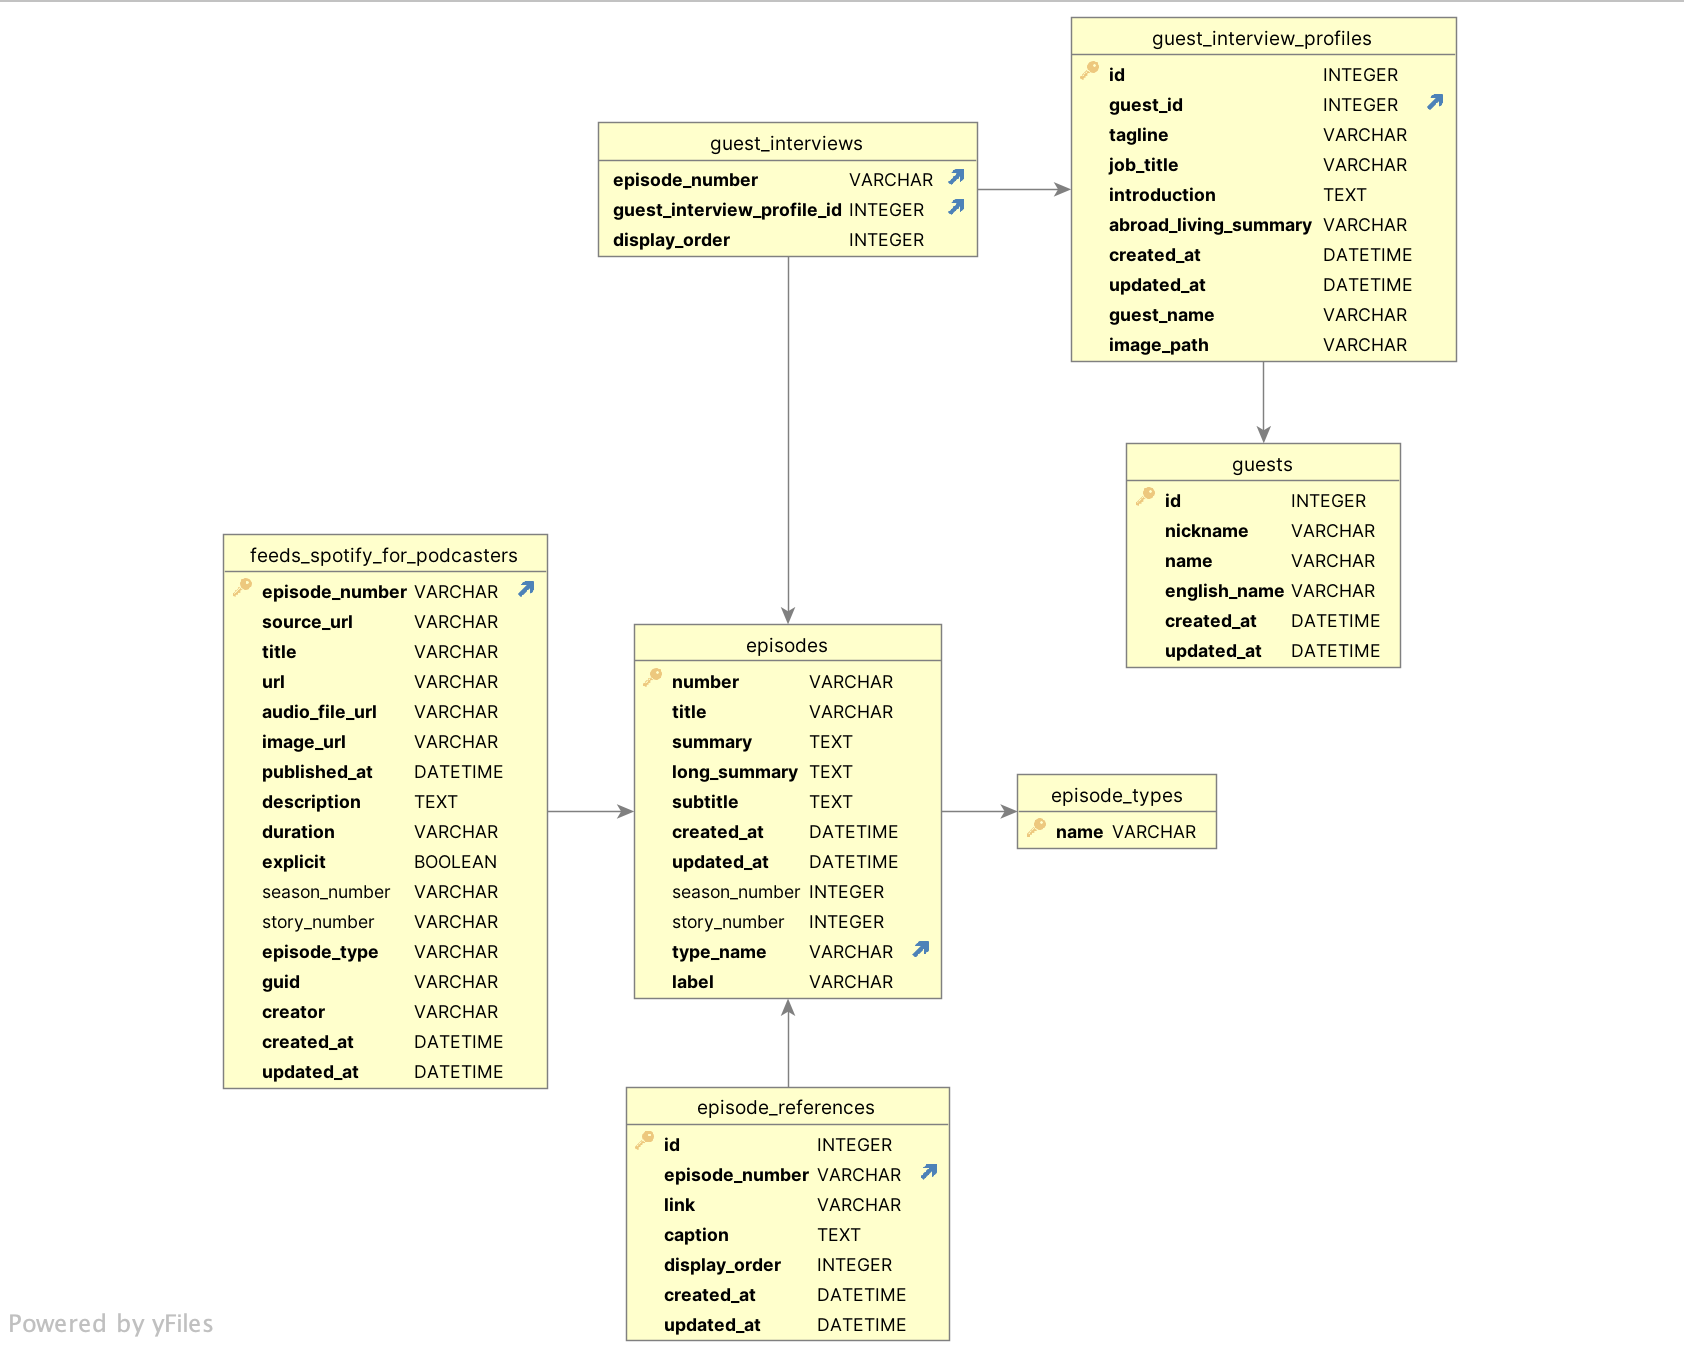 guest_interview_profiles
id INTEGER
guest_id INTEGER
tagline VARCHAR
job_title VARCHAR
introduction TEXT
abroad_living_summary VARCHAR
created_at DATETIME
updated_at DATETIME
guest_name VARCHAR
image_path VARCHAR
guest_interviews
episode_number VARCHAR
guest_interview_profile_id INTEGER
display_order INTEGER
guests
id INTEGER
nickname VARCHAR
name VARCHAR
english_name VARCHAR
created_at DATETIME
updated_at DATETIME
feeds_spotify_for_podcasters
episode_number VARCHAR
source_url VARCHAR
title VARCHAR
url VARCHAR
audio_file_url VARCHAR
image_url VARCHAR
published_at DATETIME
description TEXT
duration VARCHAR
explicit BOOLEAN
season_number VARCHAR
story_number VARCHAR
episode_type VARCHAR
guid VARCHAR
creator VARCHAR
created_at DATETIME
updated_at DATETIME
episodes
number VARCHAR
title VARCHAR
summary TEXT
long_summary TEXT
subtitle TEXT
created_at DATETIME
updated_at DATETIME
season_number INTEGER
story_number INTEGER
type_name VARCHAR
label VARCHAR
episode_types
name VARCHAR
episode_references
id INTEGER
episode_number VARCHAR
link VARCHAR
caption TEXT
display_order INTEGER
created_at DATETIME
updated_at DATETIME
Powered by yFiles